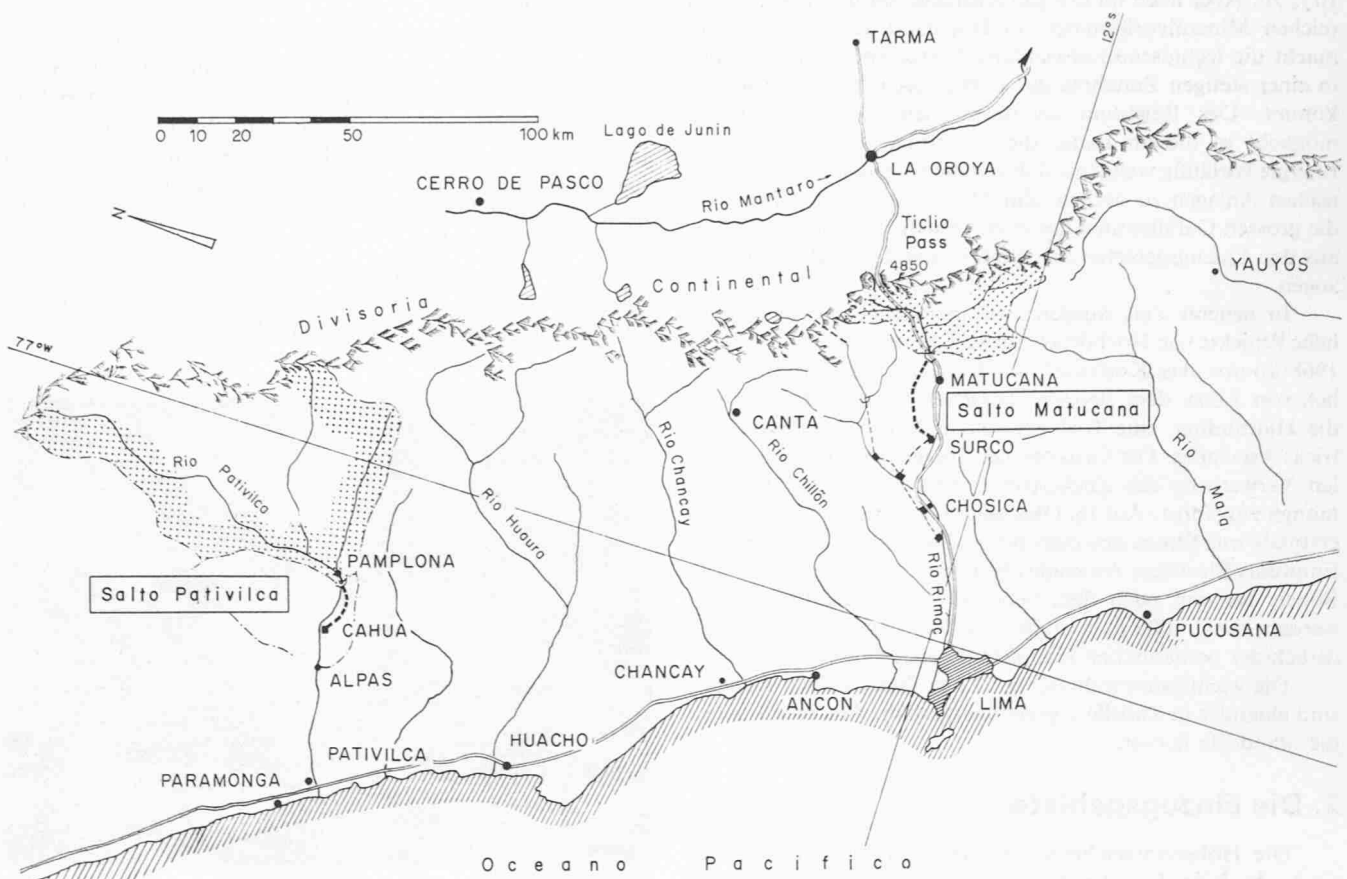 TARMA
12°S
0 10 20 50 100 km
Lago de Junin
CERRO DE PASCO
LA OROYA
Rio Mantaro
N
Ticlio
Pass
4850
YAUYOS
Divisoria Continental
77°W
MATUCANA
Salto Matucana
CANTA
SURCO
Rio Pativilca
Rio Huaura
Rio Chancay
Rio Chillón
CHOSICA
Rio Mala
PAMPLONA
Salto Pativilca
Rio Rimac
CAHUA
PUCUSANA
ALPAS
CHANCAY
ANCON
LIMA
HUACHO
PATIVILCA
PARAMONGA
Oceano Pacifico